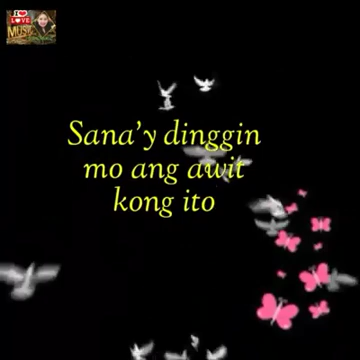 I LOVE
MUSIC
Sana'y dinggin
mo ang awit
kong ito